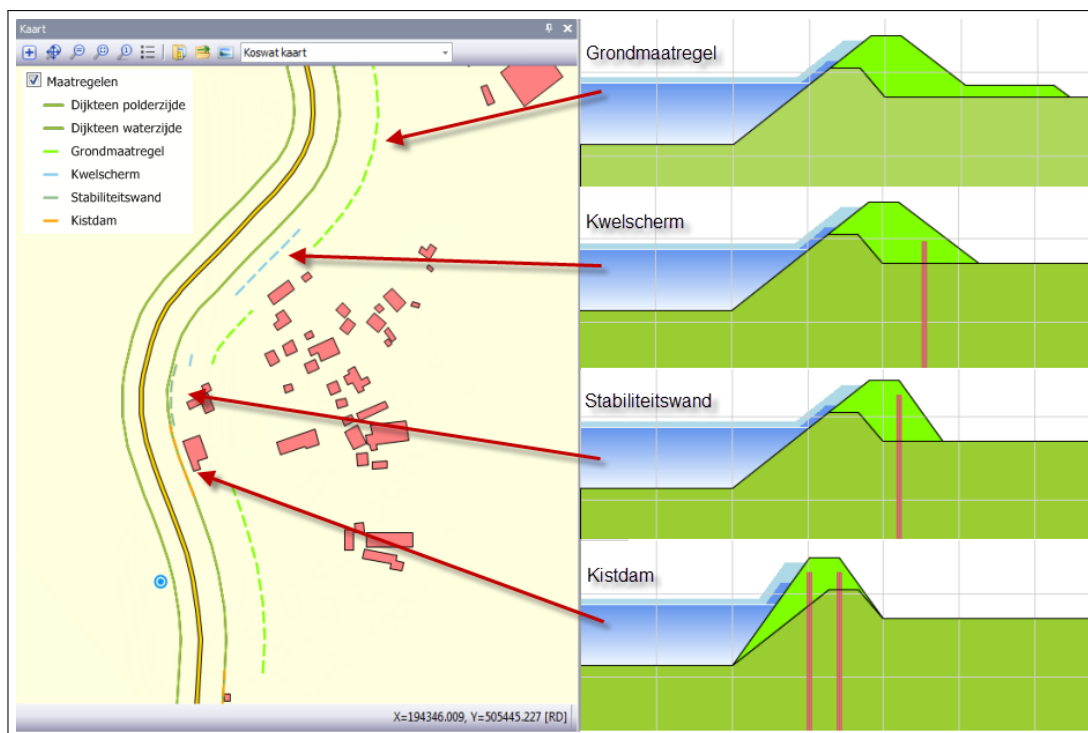 Kaart
Koswat kaart
Maatregelen
Dijkteen polderzijde
Dijkteen waterzijde
Grondmaatregel
Kwelscherm
Stabiliteitswand
Kistdam
X=194346.009, Y=505445.227 [RD]
Grondmaatregel
Kwelscherm
Stabiliteitswand
Kistdam